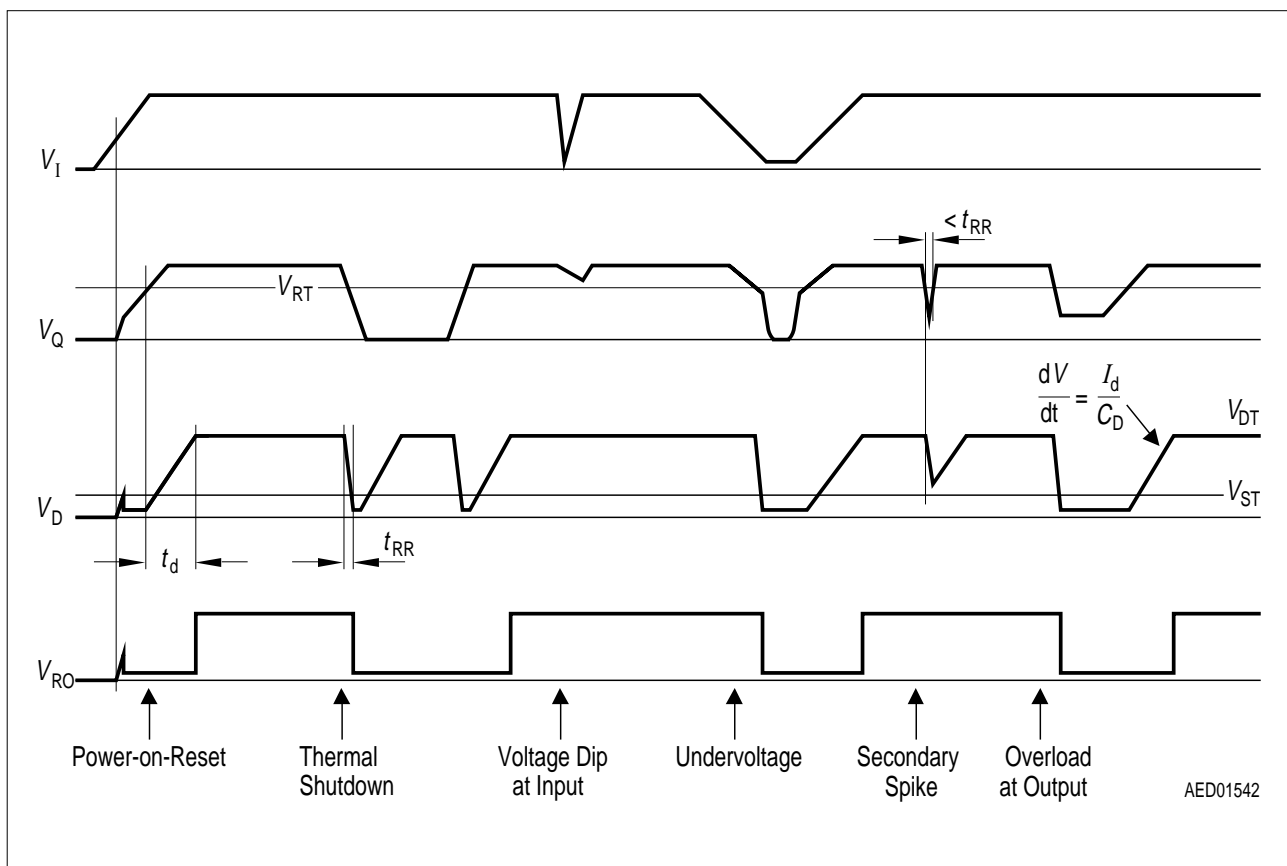 V_I
< t_RR
V_RT
V_Q
dV/dt = I_d/C_D
V_DT
V_ST
V_D
t_d
t_RR
V_RO
Power-on-Reset
Thermal
Shutdown
Voltage Dip
at Input
Undervoltage
Secondary
Spike
Overload
at Output
AED01542